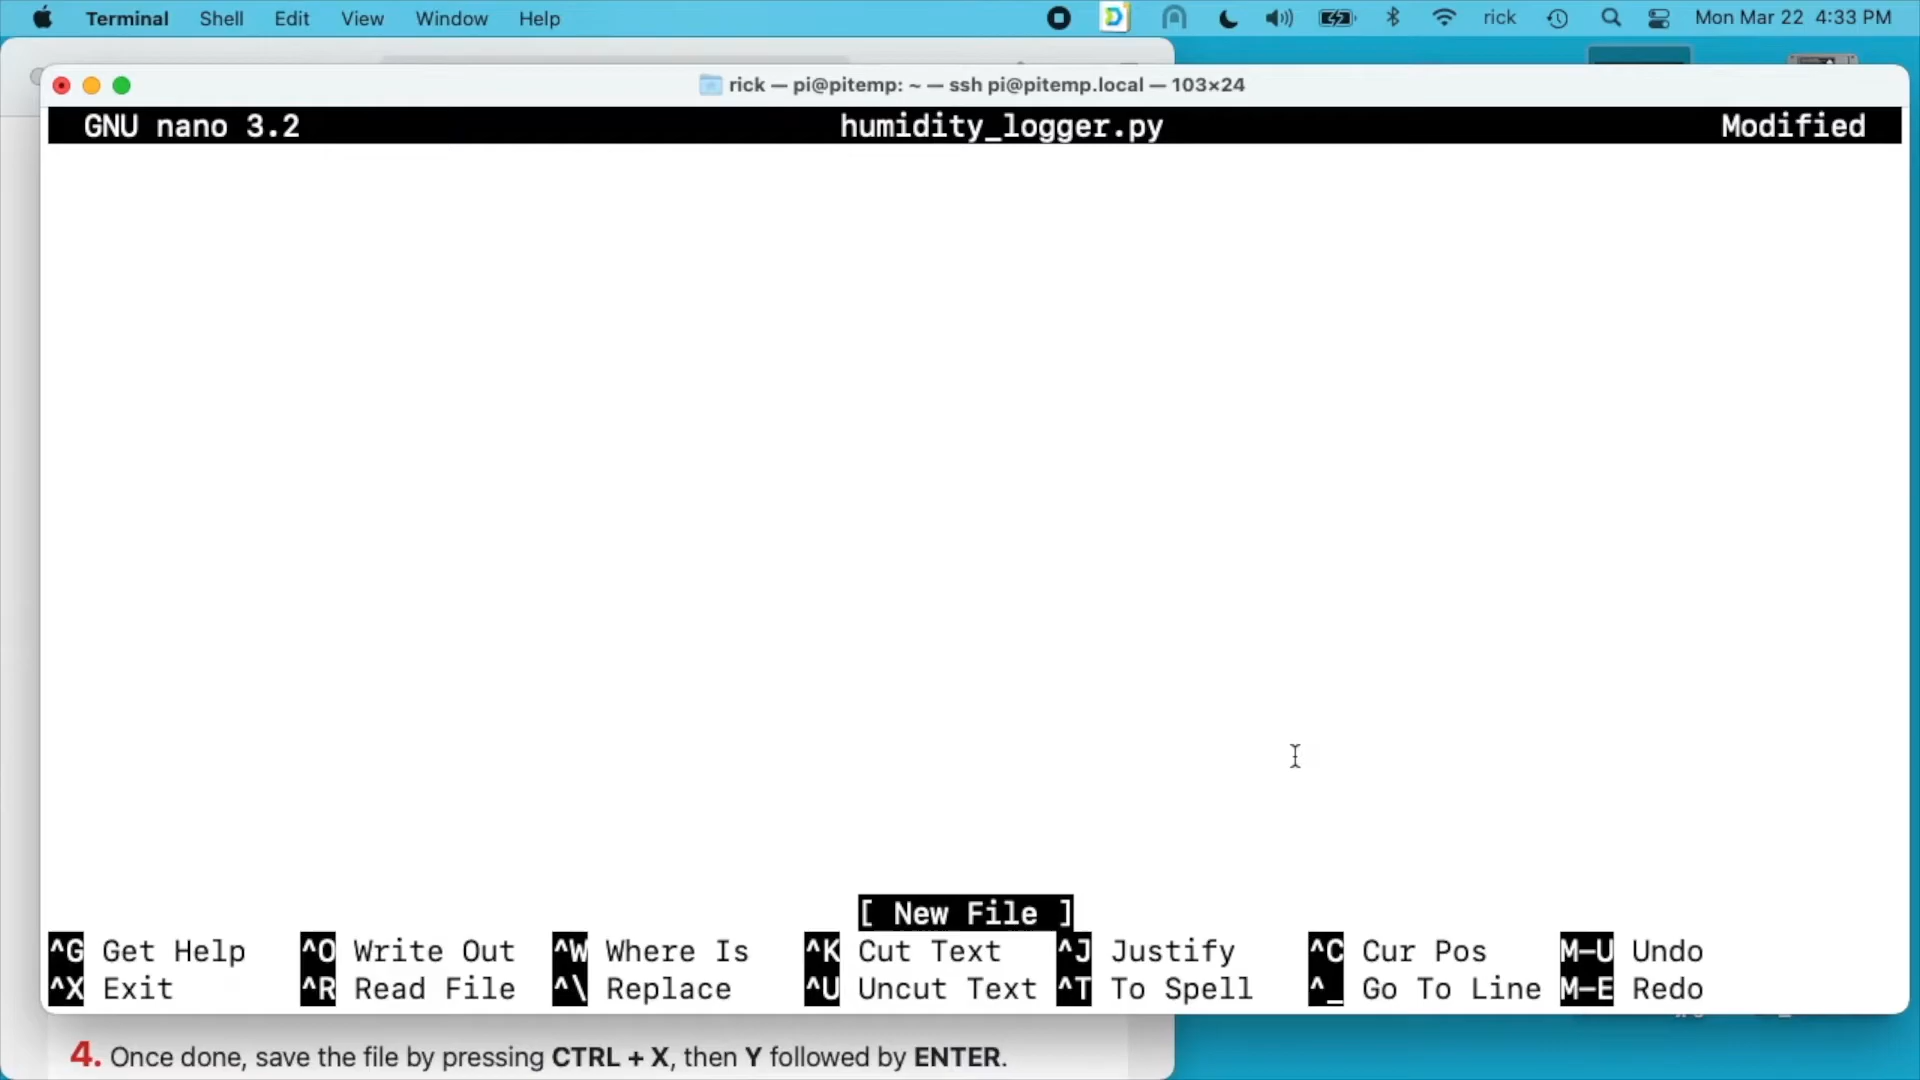 Terminal Shell Edit View Window Help rick Mon Mar 22 4:33 PM
rick — pi@pitemp: ~ — ssh pi@pitemp.local — 103×24
GNU nano 3.2 humidity_logger.py Modified
[ New File ]
^G Get Help ^O Write Out ^W Where Is ^K Cut Text ^J Justify ^C Cur Pos M-U Undo
^X Exit ^R Read File ^\ Replace ^U Uncut Text ^T To Spell ^_ Go To Line M-E Redo
4. Once done, save the file by pressing CTRL + X, then Y followed by ENTER.